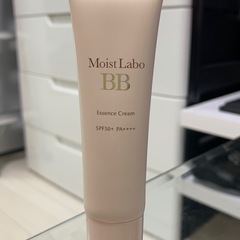 Moist Labo
BB
Essence Cream
SPF50+ PA++++